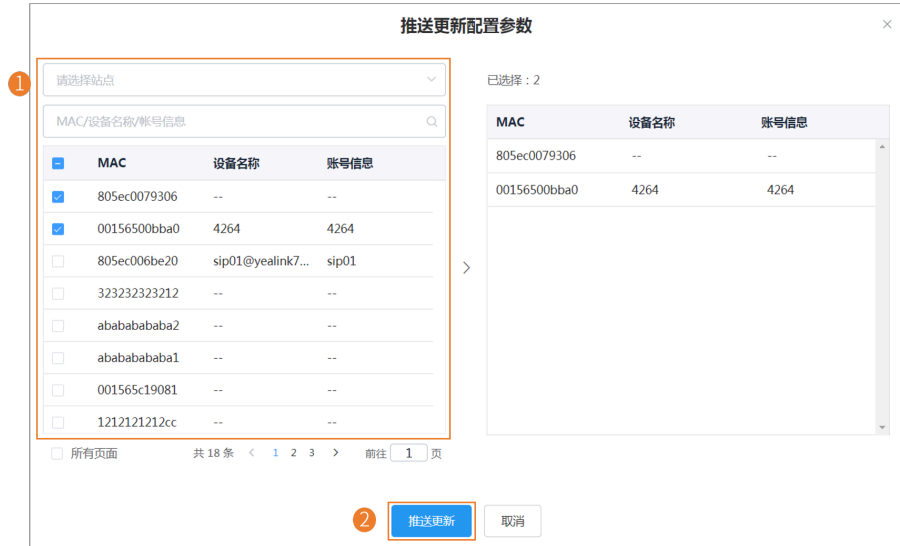 推送更新配置参数
1
请选择站点
MAC/设备名称/帐号信息
MAC 设备名称 账号信息
805ec0079306 -- --
00156500bba0 4264 4264
805ec006be20 sip01@yealink7... sip01
323232323212 -- --
abababababa2 -- --
abababababa1 -- --
001565c19081 -- --
1212121212cc -- --
所有页面 共 18 条 < 1 2 3 > 前往 1 页
已选择：2
MAC 设备名称 账号信息
805ec0079306 -- --
00156500bba0 4264 4264
2 推送更新 取消